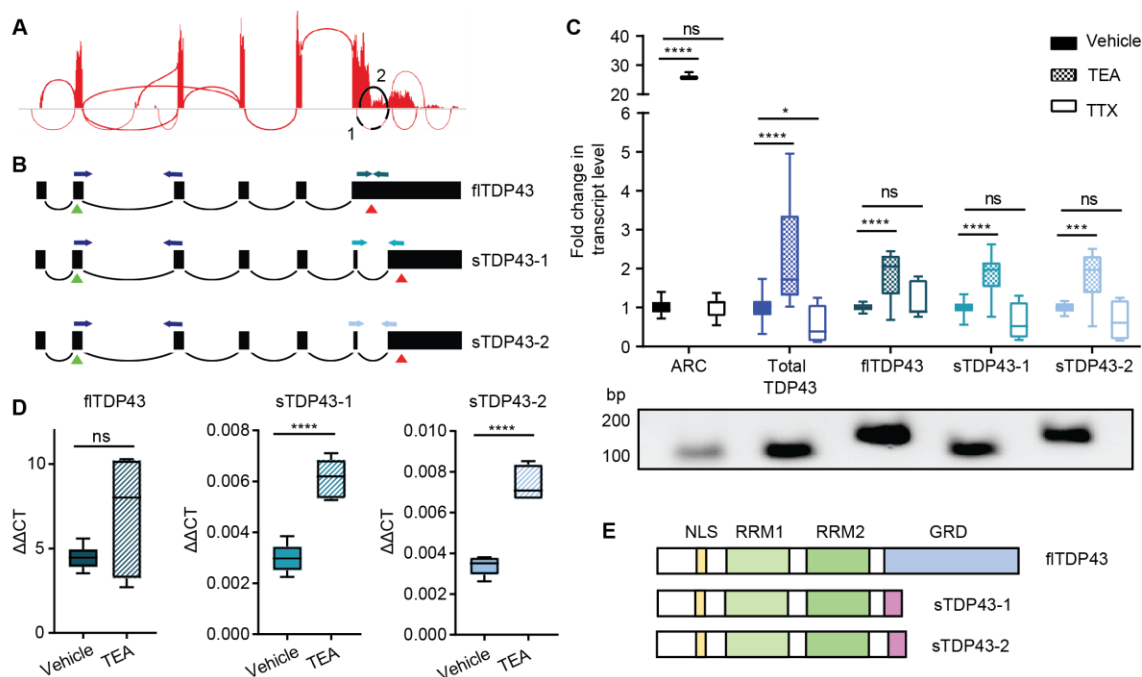 A
2
1
B
flTDP43
sTDP43-1
sTDP43-2
C
Vehicle
TEA
TTX
Fold change in
transcript level
40
30
20
10
6
5
4
3
2
1
0
ns
****
*
****
ns
****
ns
****
ns
***
ARC
Total
TDP43
flTDP43
sTDP43-1
sTDP43-2
bp
200
100
D
flTDP43
ΔΔCT
10
5
0
ns
Vehicle
TEA
sTDP43-1
ΔΔCT
0.008
0.006
0.004
0.002
0.000
****
Vehicle
TEA
sTDP43-2
ΔΔCT
0.010
0.008
0.006
0.004
0.002
0.000
****
Vehicle
TEA
E
NLS RRM1 RRM2 GRD
flTDP43
sTDP43-1
sTDP43-2